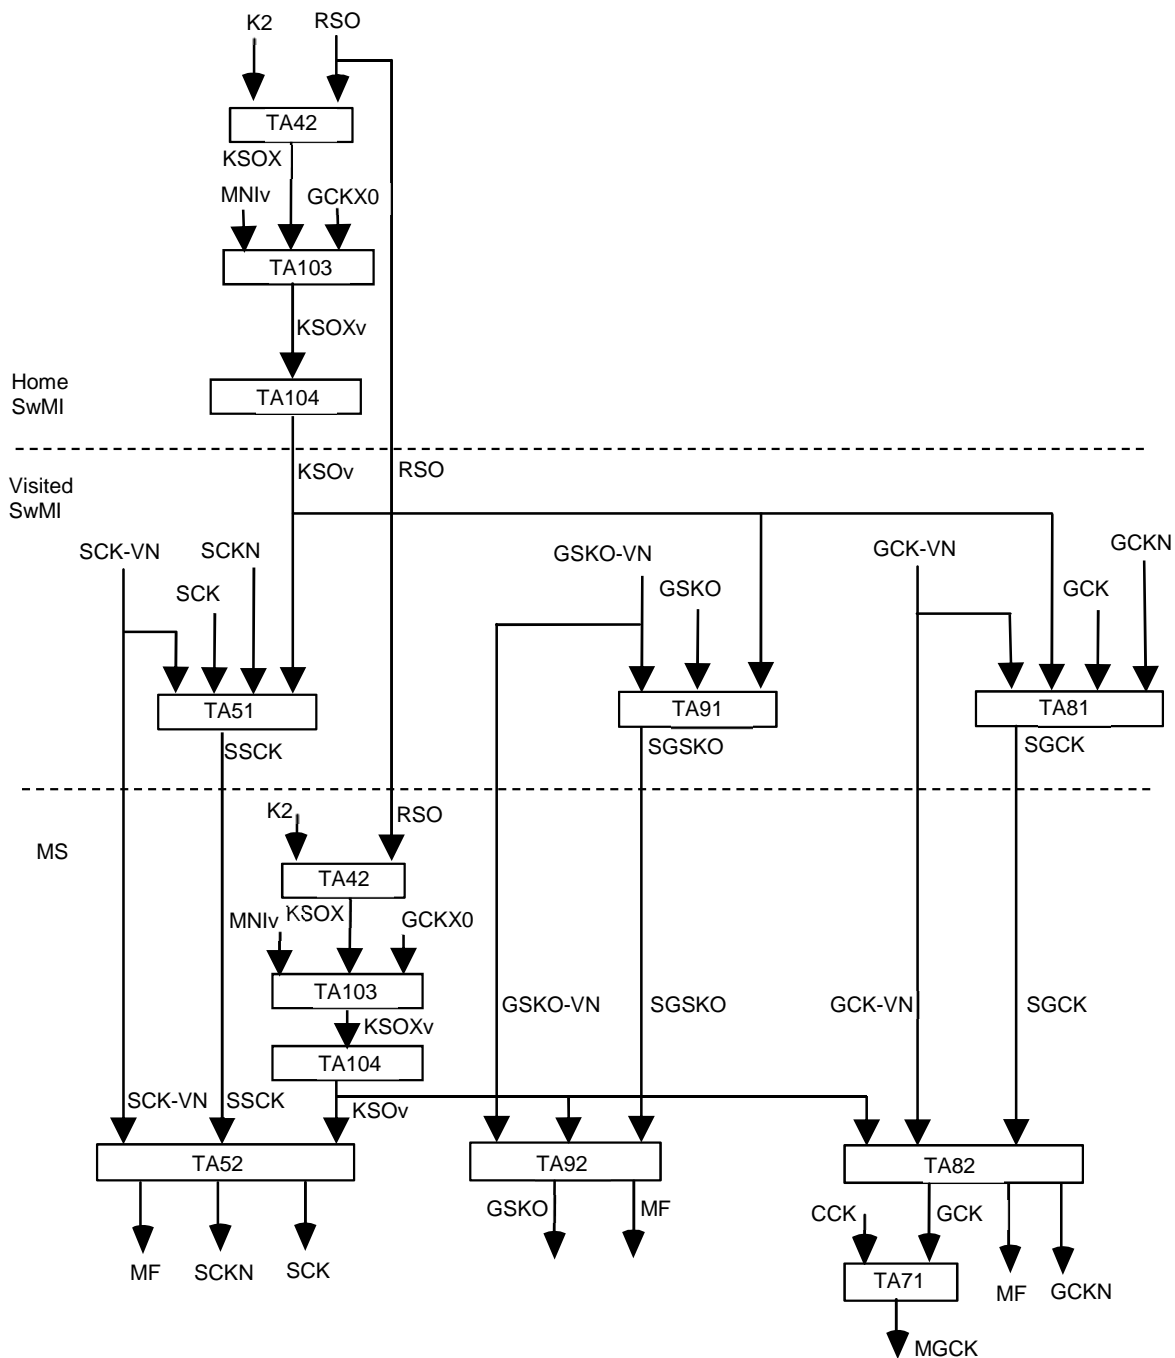 K2
RSO
TA42
KSOX
MNIv
GCKX0
TA103
KSOXv
Home
SwMI
TA104
KSOv
RSO
Visited
SwMI
SCK-VN
SCKN
GSKO-VN
GCK-VN
GCKN
SCK
GSKO
GCK
TA51
TA91
TA81
SSCK
SGSKO
SGCK
K2
RSO
MS
TA42
MNIv
KSOX
GCKX0
TA103
GSKO-VN
SGSKO
GCK-VN
SGCK
KSOXv
TA104
SCK-VN
SSCK
KSOv
TA52
TA92
TA82
GSKO
MF
CCK
GCK
MF
SCKN
SCK
TA71
MF
GCKN
MGCK